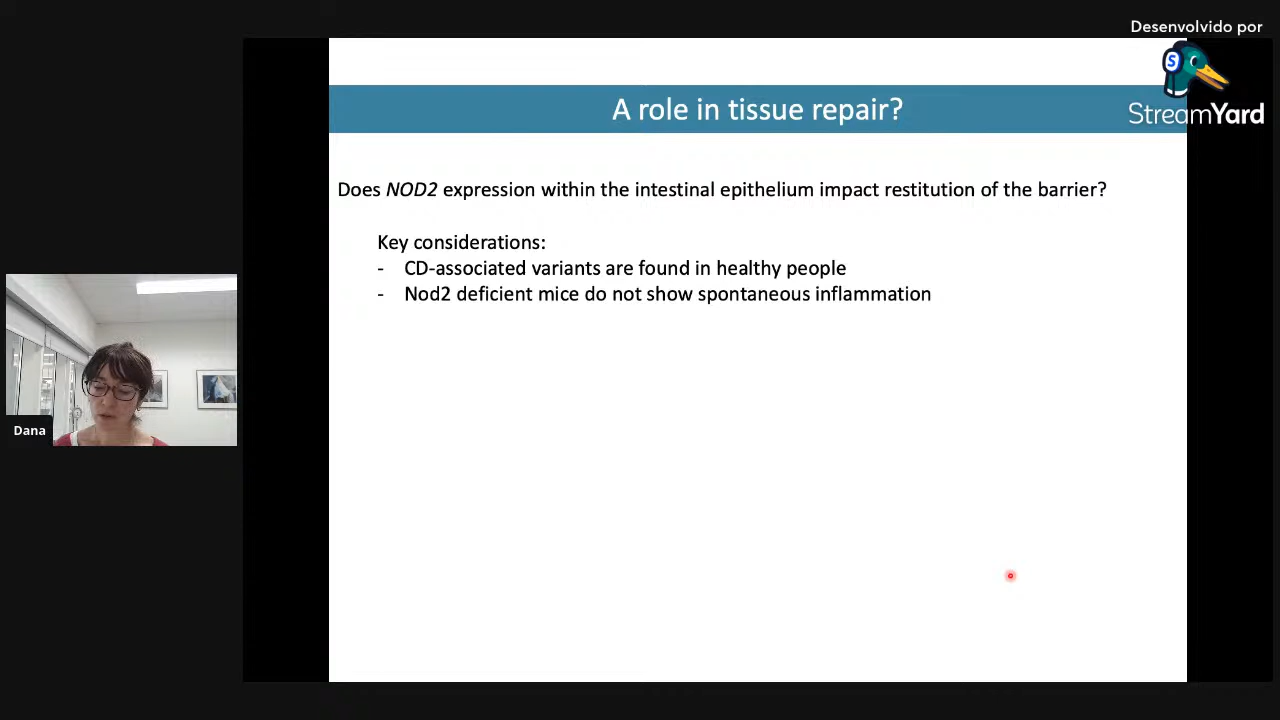 Desenvolvido por
S
StreamYard
A role in tissue repair?
Does NOD2 expression within the intestinal epithelium impact restitution of the barrier?
Key considerations:
- CD-associated variants are found in healthy people
- Nod2 deficient mice do not show spontaneous inflammation
Dana